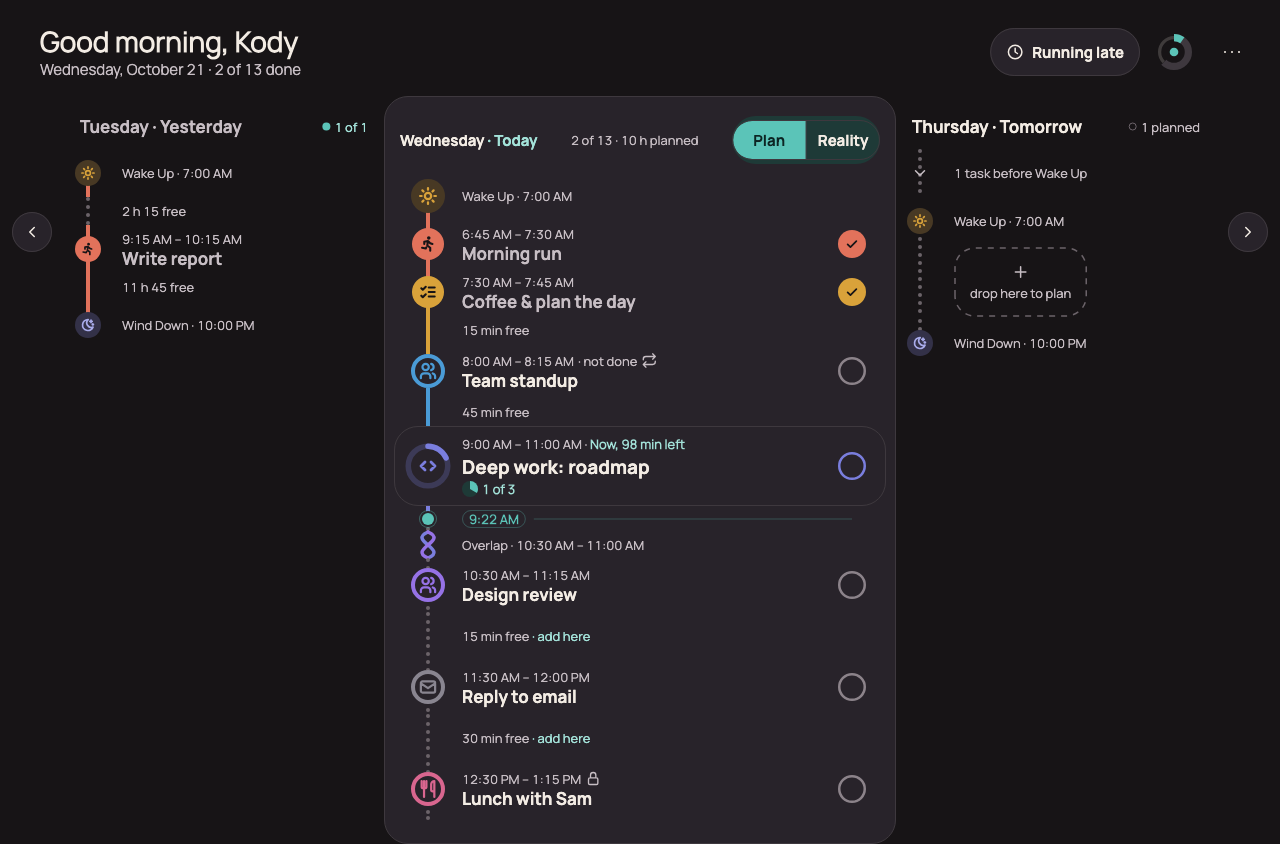 Good morning, Kody
Wednesday, October 21 · 2 of 13 done
Running late
Tuesday · Yesterday
1 of 1
Wake Up · 7:00 AM
2 h 15 free
9:15 AM – 10:15 AM
Write report
11 h 45 free
Wind Down · 10:00 PM
Wednesday · Today
2 of 13 · 10 h planned
Plan
Reality
Wake Up · 7:00 AM
6:45 AM – 7:30 AM
Morning run
7:30 AM – 7:45 AM
Coffee & plan the day
15 min free
8:00 AM – 8:15 AM · not done
Team standup
45 min free
9:00 AM – 11:00 AM · Now, 98 min left
Deep work: roadmap
1 of 3
9:22 AM
Overlap · 10:30 AM – 11:00 AM
10:30 AM – 11:15 AM
Design review
15 min free · add here
11:30 AM – 12:00 PM
Reply to email
30 min free · add here
12:30 PM – 1:15 PM
Lunch with Sam
Thursday · Tomorrow
1 planned
1 task before Wake Up
Wake Up · 7:00 AM
drop here to plan
Wind Down · 10:00 PM